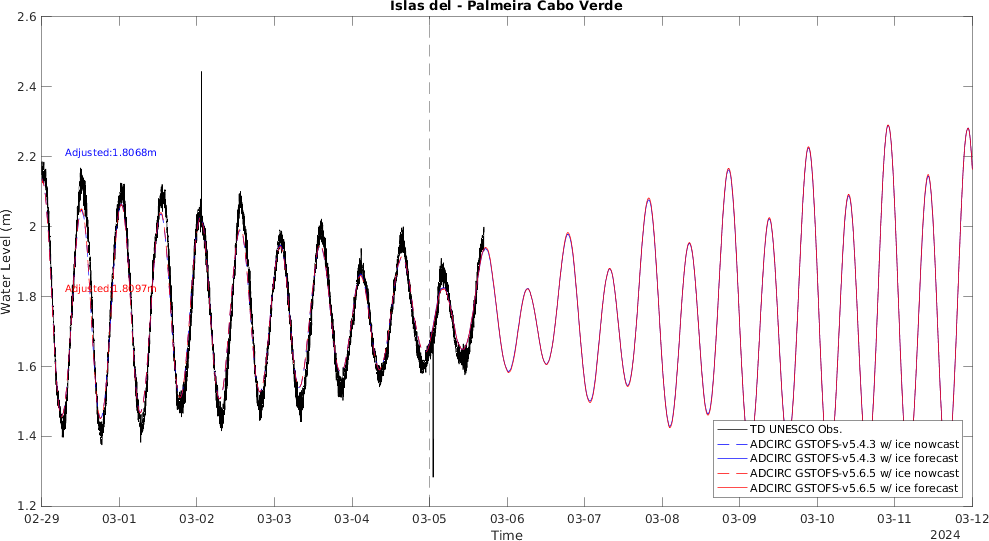 Islas del - Palmeira Cabo Verde
2.6
2.4
2.2
2
1.8
1.6
1.4
1.2
Water Level (m)
Adjusted:1.8068m
Adjusted:1.8097m
TD UNESCO Obs.
ADCIRC GSTOFS-v5.4.3 w/ ice nowcast
ADCIRC GSTOFS-v5.4.3 w/ ice forecast
ADCIRC GSTOFS-v5.6.5 w/ ice nowcast
ADCIRC GSTOFS-v5.6.5 w/ ice forecast
02-29 03-01 03-02 03-03 03-04 03-05 03-06 03-07 03-08 03-09 03-10 03-11 03-12
Time
2024